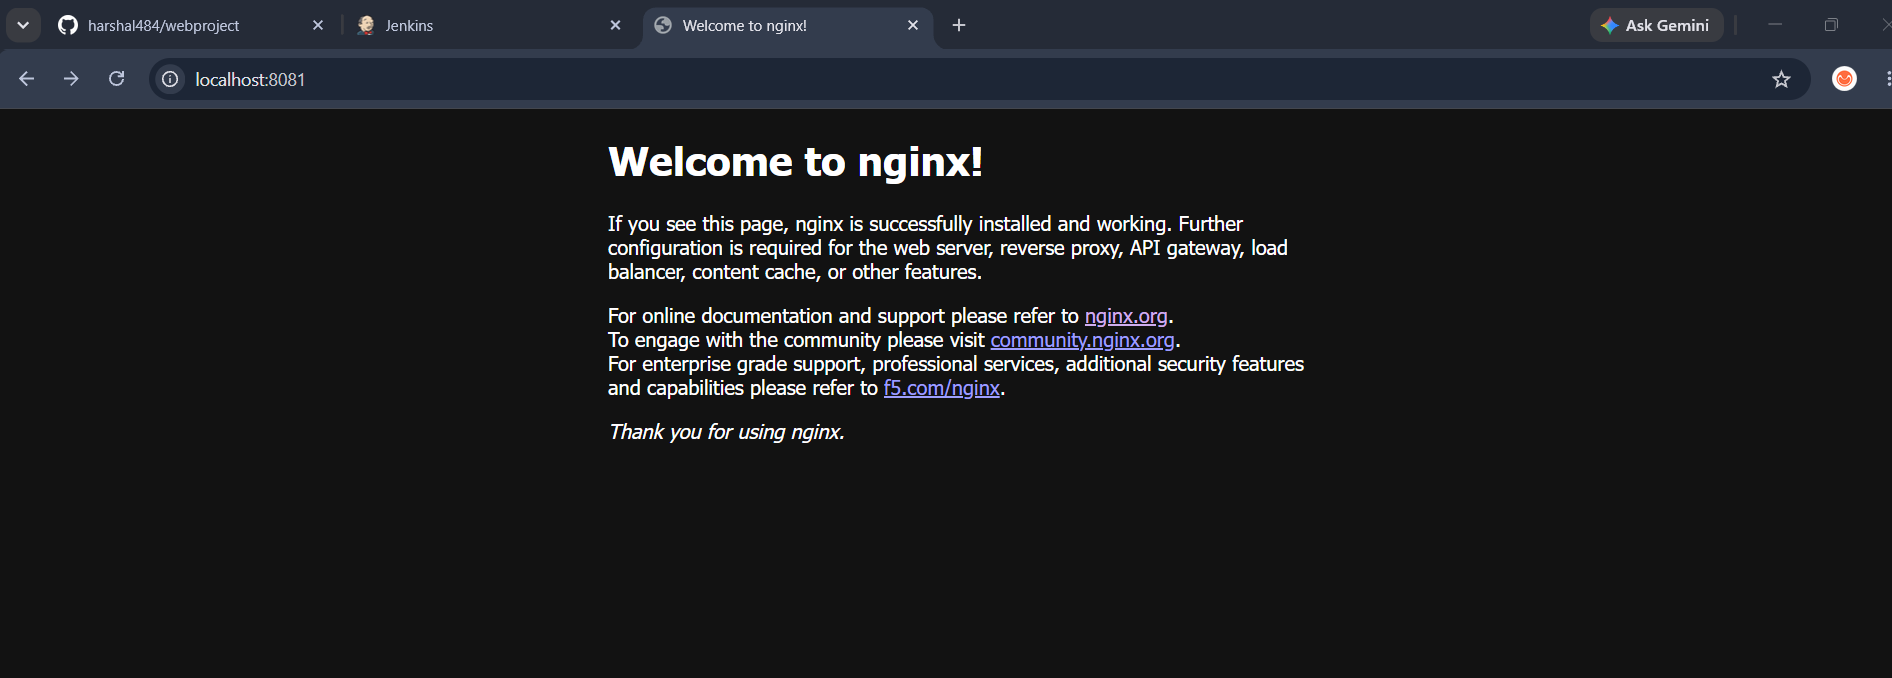 harshal484/webproject
Jenkins
Welcome to nginx!
Ask Gemini
localhost:8081
Welcome to nginx!
If you see this page, nginx is successfully installed and working. Further
configuration is required for the web server, reverse proxy, API gateway, load
balancer, content cache, or other features.
For online documentation and support please refer to nginx.org.
To engage with the community please visit community.nginx.org.
For enterprise grade support, professional services, additional security features
and capabilities please refer to f5.com/nginx.
Thank you for using nginx.